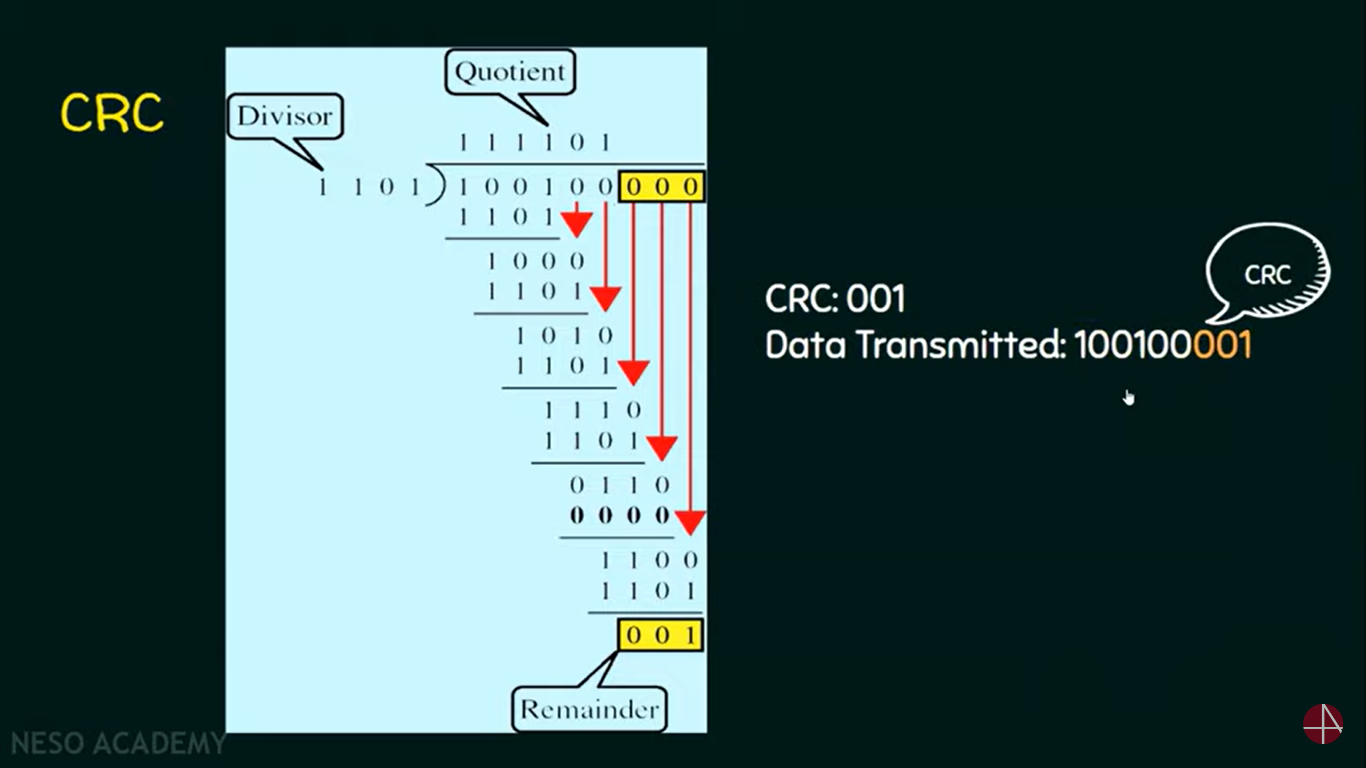 CRC
Quotient
Divisor
1 1 1 1 0 1
1 1 0 1 ) 1 0 0 1 0 0 0 0 0
1 1 0 1
1 0 0 0
1 1 0 1
1 0 1 0
1 1 0 1
1 1 1 0
1 1 0 1
0 1 1 0
0 0 0 0
1 1 0 0
1 1 0 1
0 0 1
Remainder
CRC
CRC: 001
Data Transmitted: 100100001
NESO ACADEMY